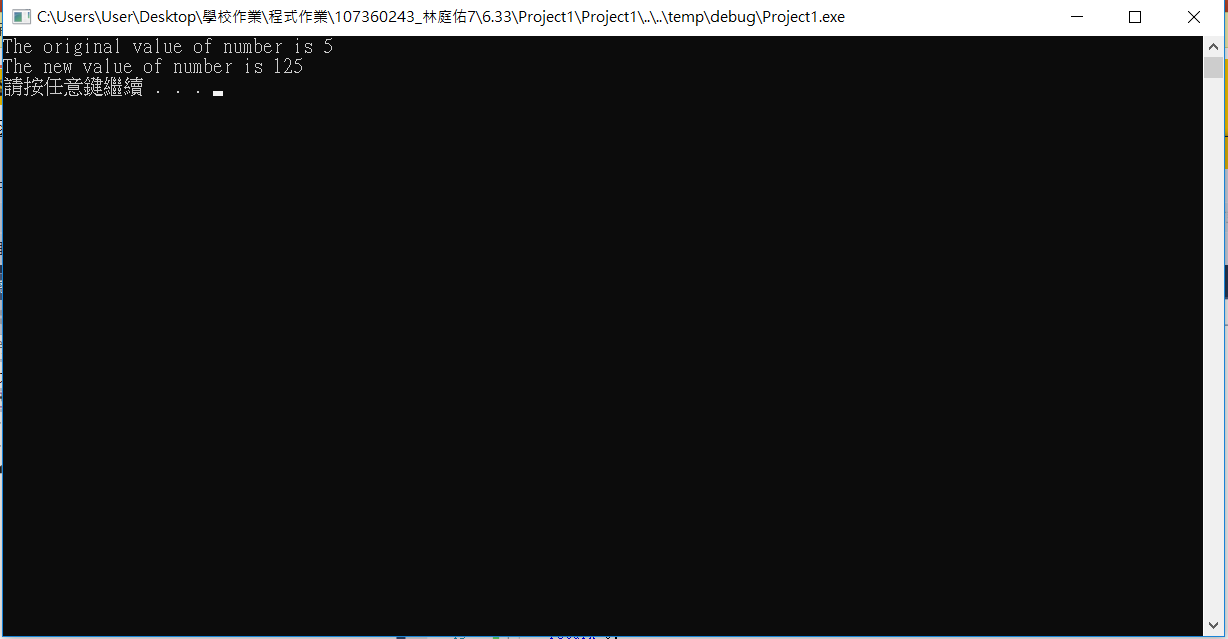 C:\Users\User\Desktop\學校作業\程式作業\107360243_林庭佑7\6.33\Project1\Project1\..\..\temp\debug\Project1.exe
The original value of number is 5
The new value of number is 125
請按任意鍵繼續 . . .